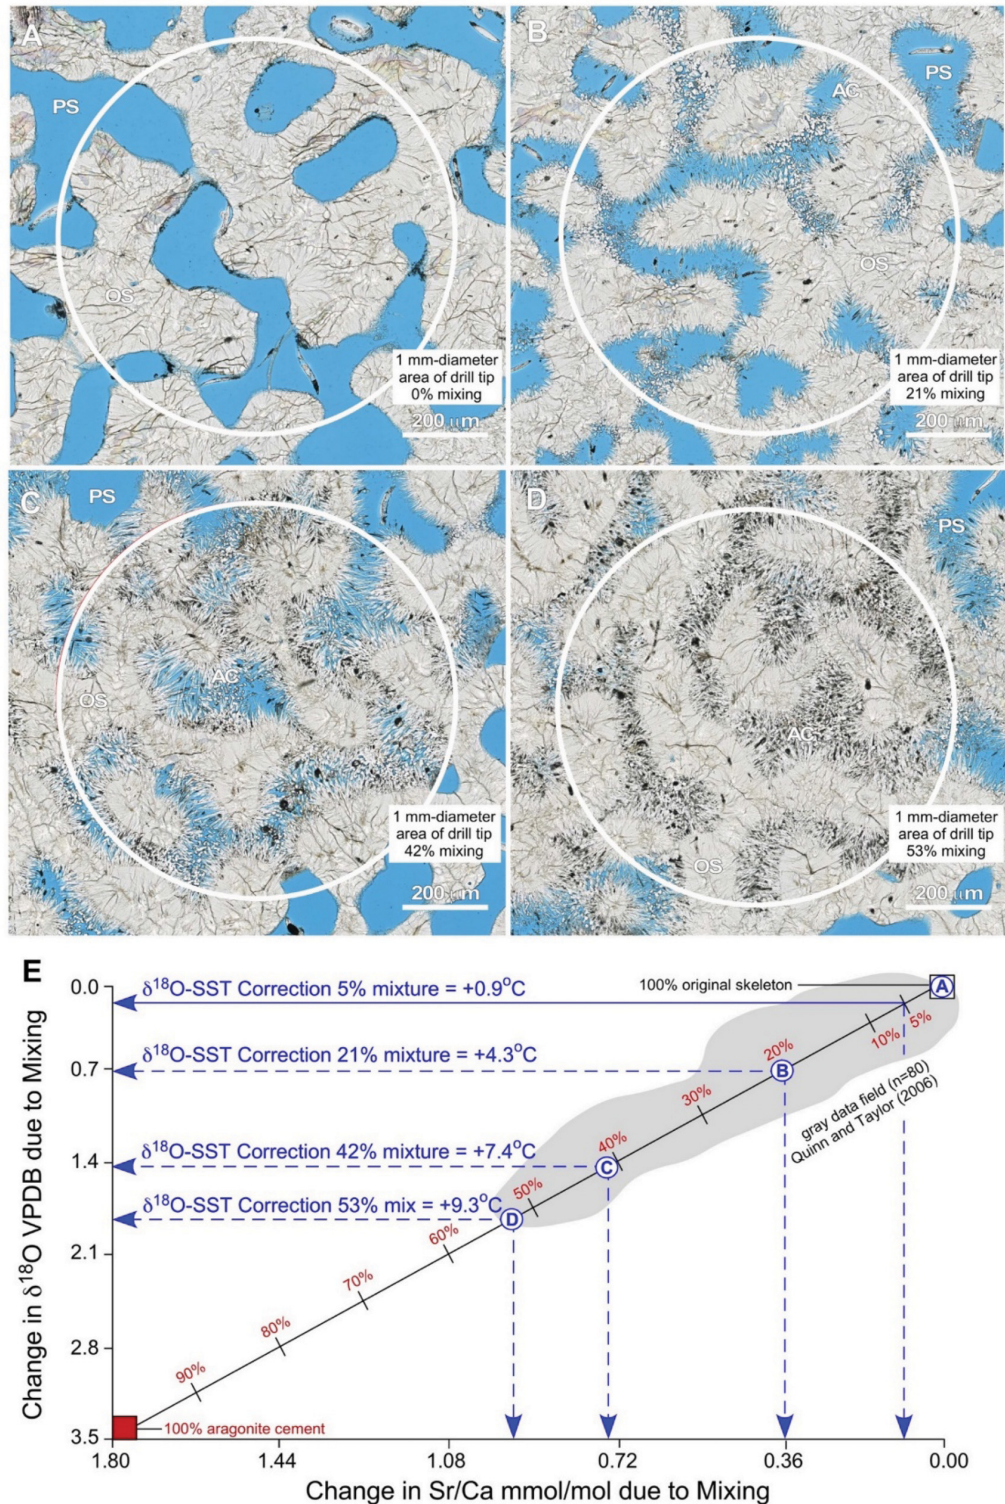 A
PS
OS
1 mm-diameter
area of drill tip
0% mixing
200 µm
B
PS
AC
OS
1 mm-diameter
area of drill tip
21% mixing
200 µm
C
PS
AC
OS
1 mm-diameter
area of drill tip
42% mixing
200 µm
D
PS
AC
OS
1 mm-diameter
area of drill tip
53% mixing
200 µm
E
Change in δ¹⁸O VPDB due to Mixing
0.0
0.7
1.4
2.1
2.8
3.5
δ¹⁸O-SST Correction 5% mixture = +0.9°C
δ¹⁸O-SST Correction 21% mixture = +4.3°C
δ¹⁸O-SST Correction 42% mixture = +7.4°C
δ¹⁸O-SST Correction 53% mix = +9.3°C
100% original skeleton
A
5%
10%
20%
B
30%
40%
C
50%
D
60%
70%
80%
90%
gray data field (n=80)
Quinn and Taylor (2006)
100% aragonite cement
1.80
1.44
1.08
0.72
0.36
0.00
Change in Sr/Ca mmol/mol due to Mixing